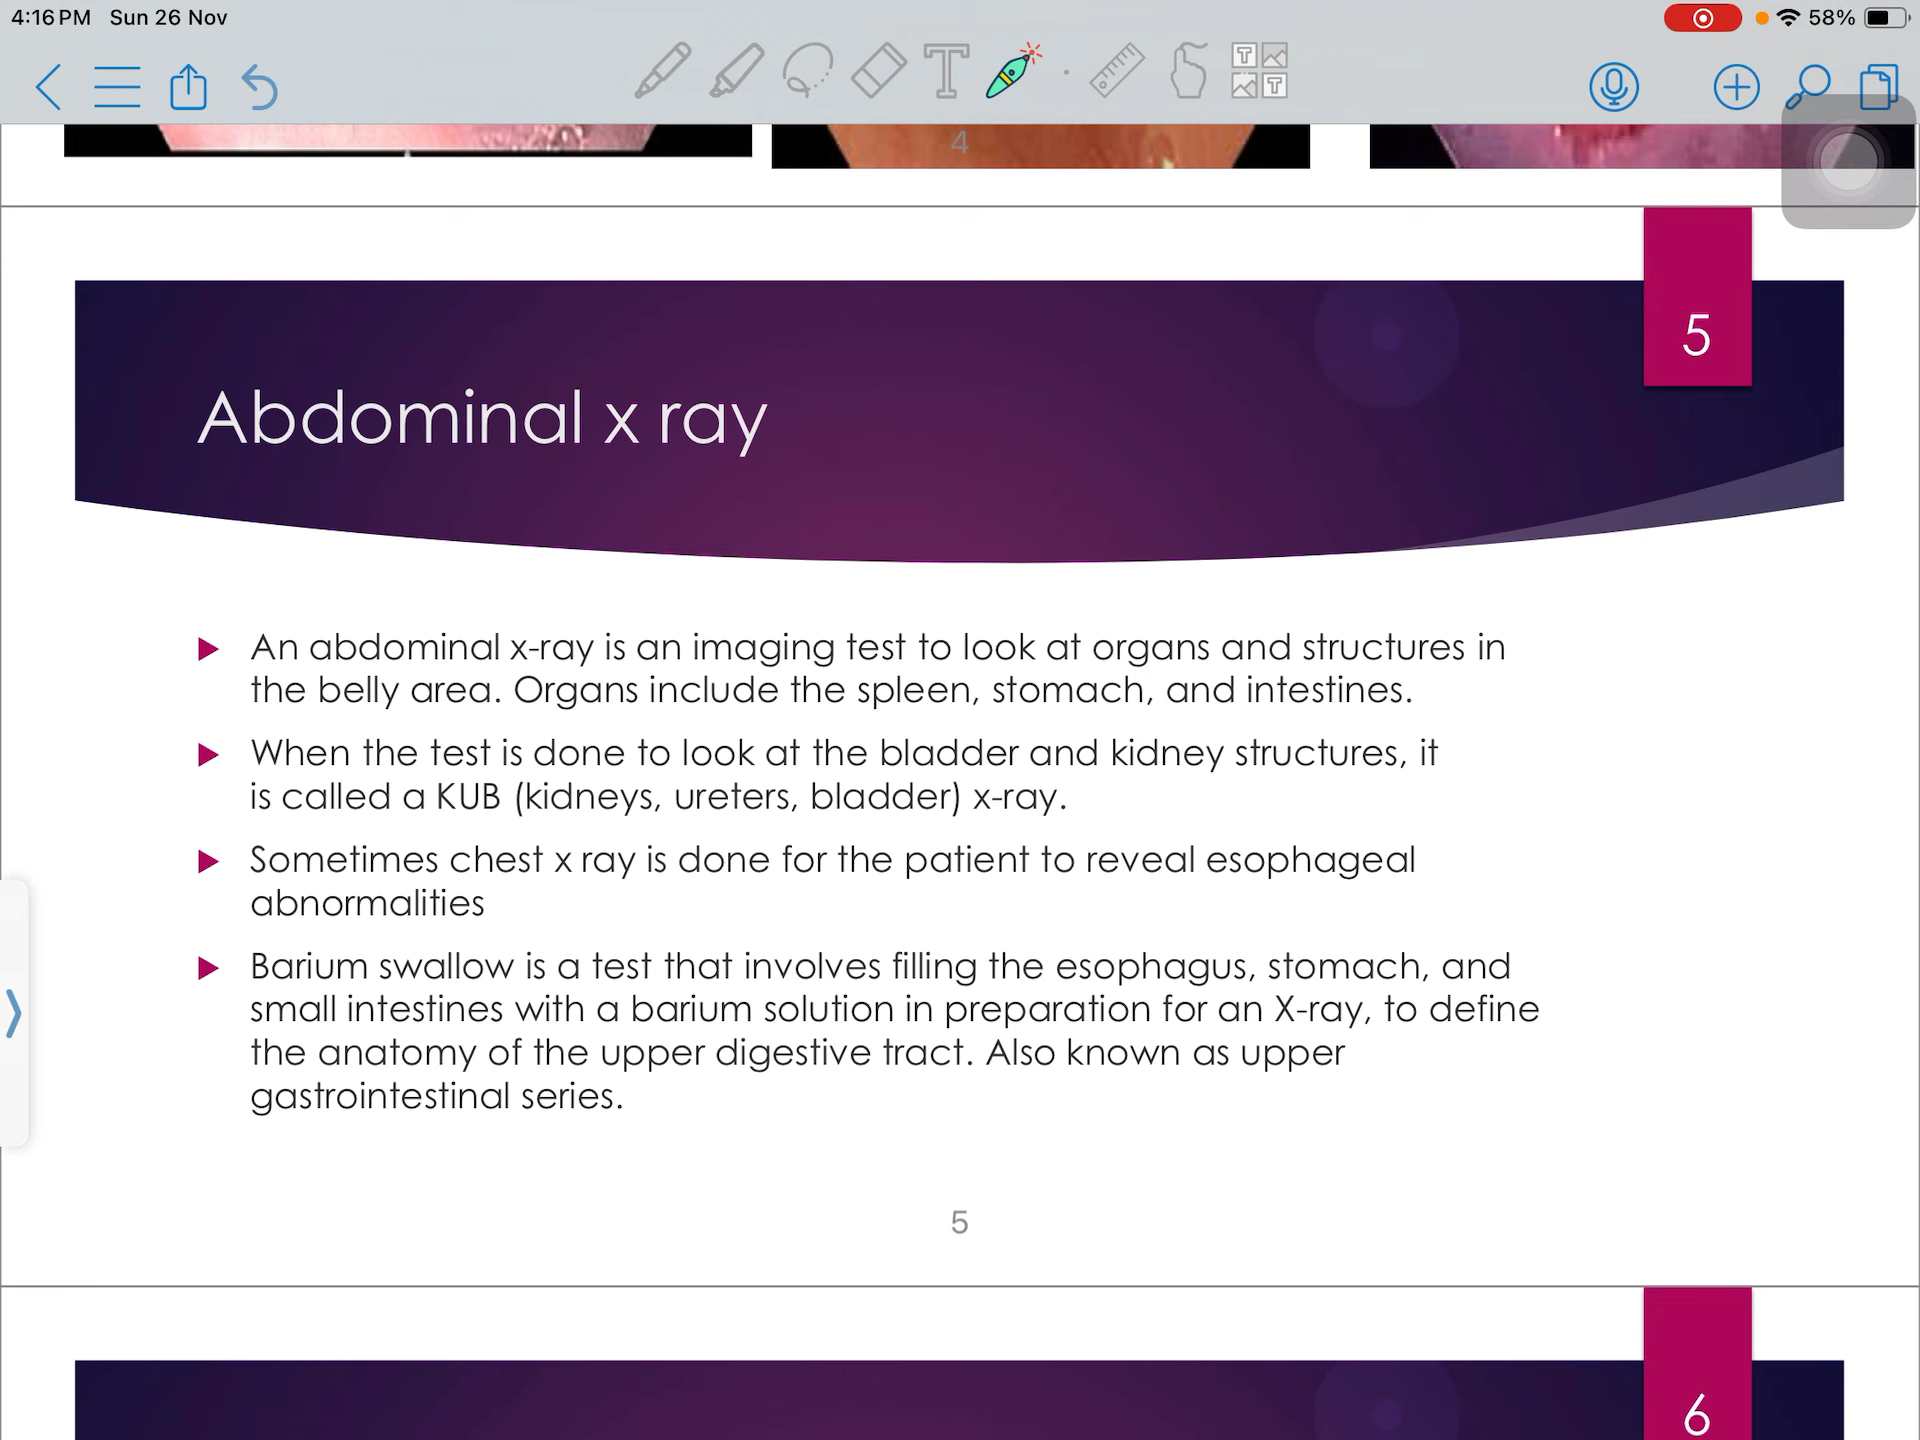 4:16 PM Sun 26 Nov
58%
4
5
Abdominal x ray
An abdominal x-ray is an imaging test to look at organs and structures in
the belly area. Organs include the spleen, stomach, and intestines.
When the test is done to look at the bladder and kidney structures, it
is called a KUB (kidneys, ureters, bladder) x-ray.
Sometimes chest x ray is done for the patient to reveal esophageal
abnormalities
Barium swallow is a test that involves filling the esophagus, stomach, and
small intestines with a barium solution in preparation for an X-ray, to define
the anatomy of the upper digestive tract. Also known as upper
gastrointestinal series.
5
6